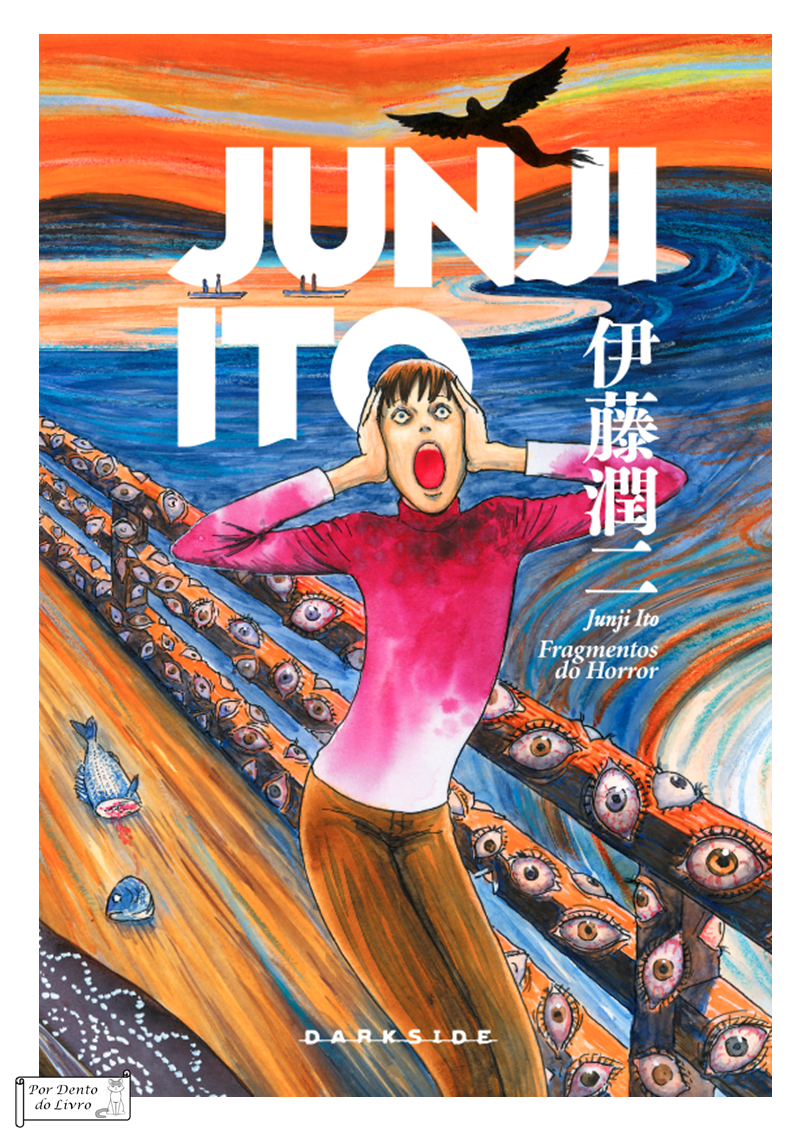 JUNJI
ITO
伊藤潤二
Junji Ito
Fragmentos
do Horror
DARKSIDE
Por Dento
do Livro